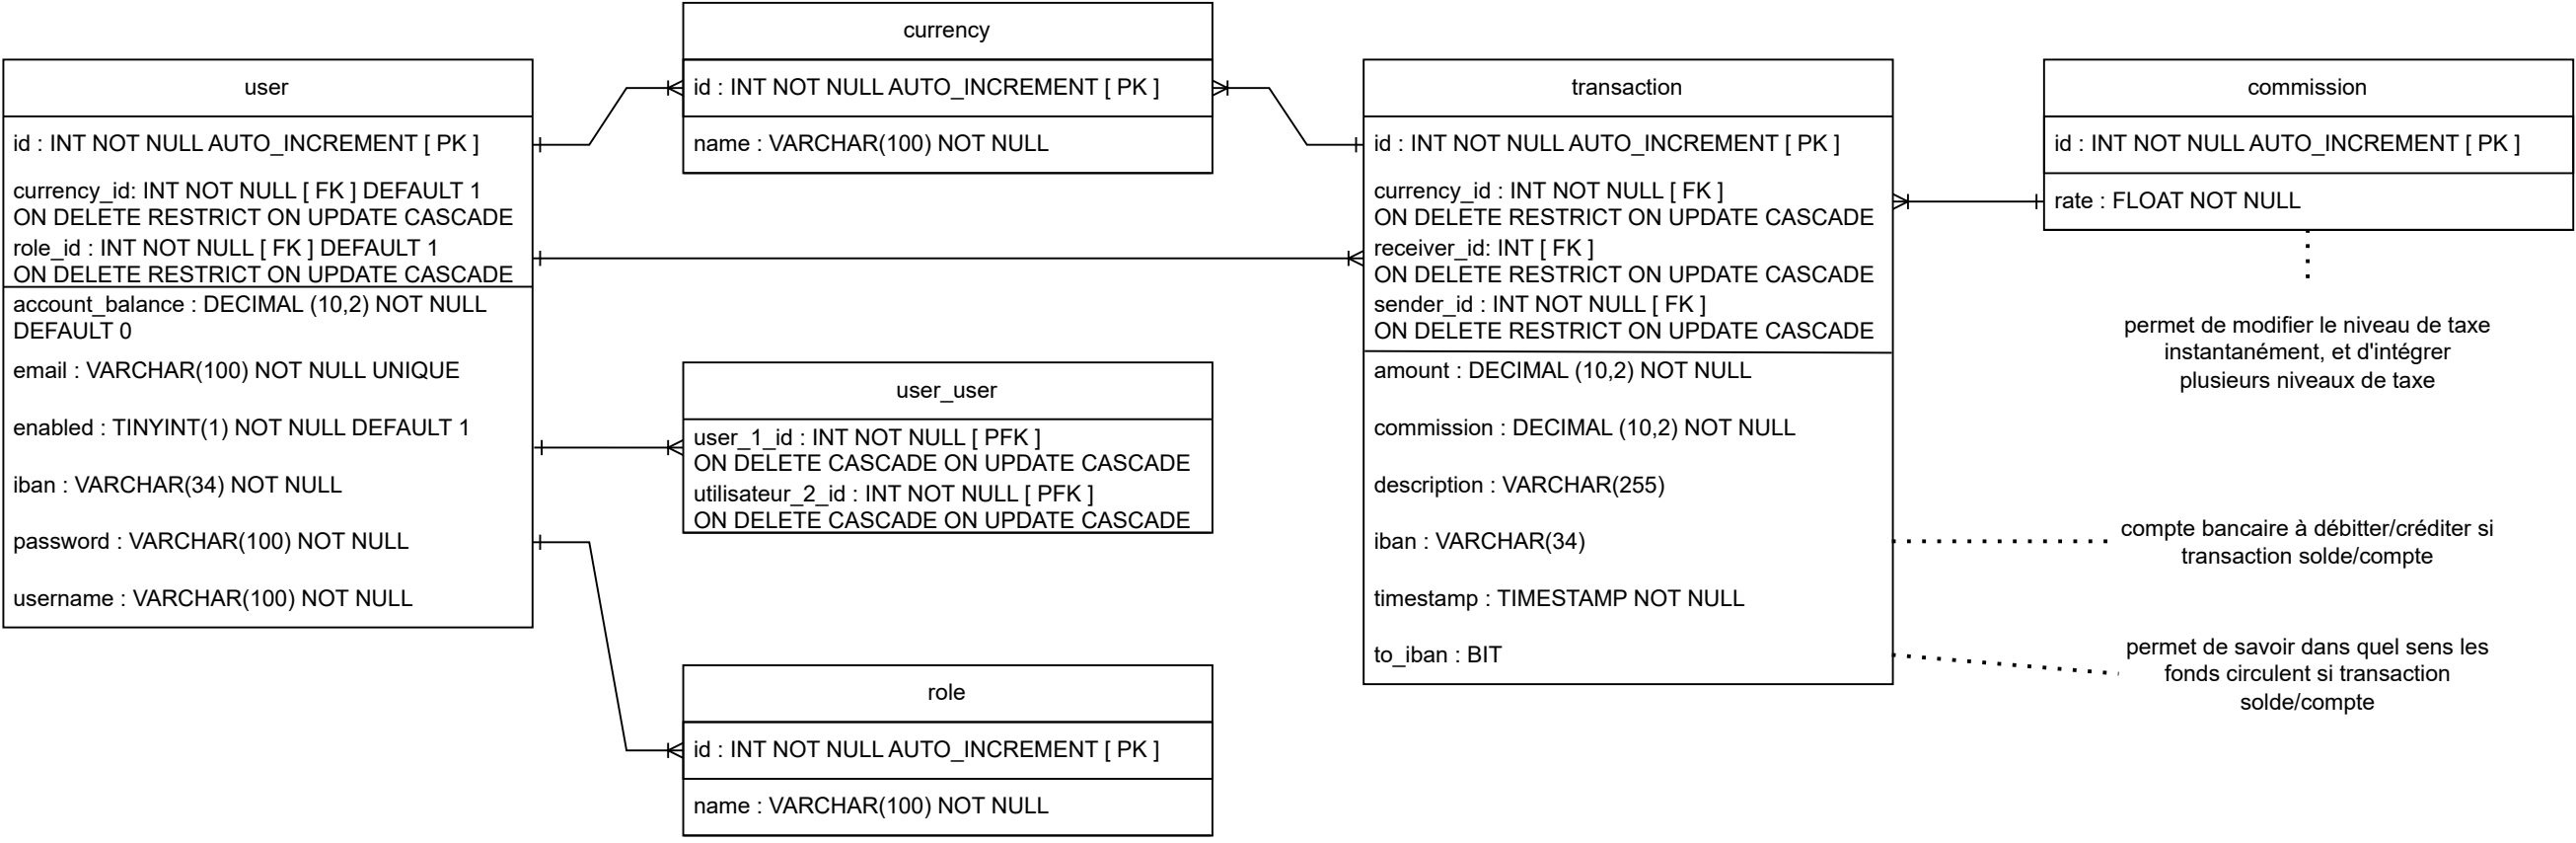 user
id : INT NOT NULL AUTO_INCREMENT [ PK ]
currency_id: INT NOT NULL [ FK ] DEFAULT 1
ON DELETE RESTRICT ON UPDATE CASCADE
role_id : INT NOT NULL [ FK ] DEFAULT 1
ON DELETE RESTRICT ON UPDATE CASCADE
account_balance : DECIMAL (10,2) NOT NULL
DEFAULT 0
email : VARCHAR(100) NOT NULL UNIQUE
enabled : TINYINT(1) NOT NULL DEFAULT 1
iban : VARCHAR(34) NOT NULL
password : VARCHAR(100) NOT NULL
username : VARCHAR(100) NOT NULL
currency
id : INT NOT NULL AUTO_INCREMENT [ PK ]
name : VARCHAR(100) NOT NULL
user_user
user_1_id : INT NOT NULL [ PFK ]
ON DELETE CASCADE ON UPDATE CASCADE
utilisateur_2_id : INT NOT NULL [ PFK ]
ON DELETE CASCADE ON UPDATE CASCADE
role
id : INT NOT NULL AUTO_INCREMENT [ PK ]
name : VARCHAR(100) NOT NULL
transaction
id : INT NOT NULL AUTO_INCREMENT [ PK ]
currency_id : INT NOT NULL [ FK ]
ON DELETE RESTRICT ON UPDATE CASCADE
receiver_id: INT [ FK ]
ON DELETE RESTRICT ON UPDATE CASCADE
sender_id : INT NOT NULL [ FK ]
ON DELETE RESTRICT ON UPDATE CASCADE
amount : DECIMAL (10,2) NOT NULL
commission : DECIMAL (10,2) NOT NULL
description : VARCHAR(255)
iban : VARCHAR(34)
timestamp : TIMESTAMP NOT NULL
to_iban : BIT
commission
id : INT NOT NULL AUTO_INCREMENT [ PK ]
rate : FLOAT NOT NULL
permet de modifier le niveau de taxe
instantanément, et d'intégrer
plusieurs niveaux de taxe
compte bancaire à débitter/créditer si
transaction solde/compte
permet de savoir dans quel sens les
fonds circulent si transaction
solde/compte